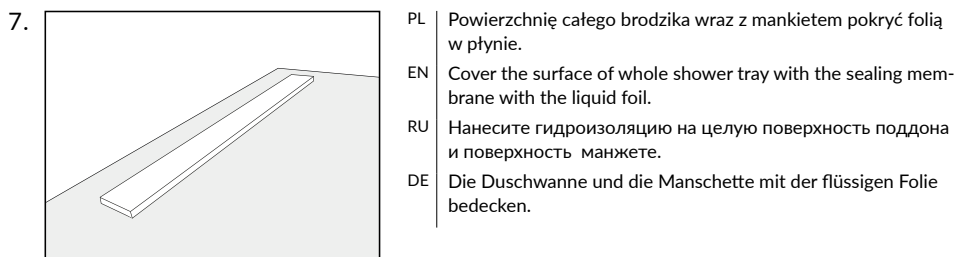 7.
PL Powierzchnię całego brodzika wraz z mankietem pokryć folią
w płynie.
EN Cover the surface of whole shower tray with the sealing mem-
brane with the liquid foil.
RU Нанесите гидроизоляцию на целую поверхность поддона
и поверхность манжете.
DE Die Duschwanne und die Manschette mit der flüssigen Folie
bedecken.